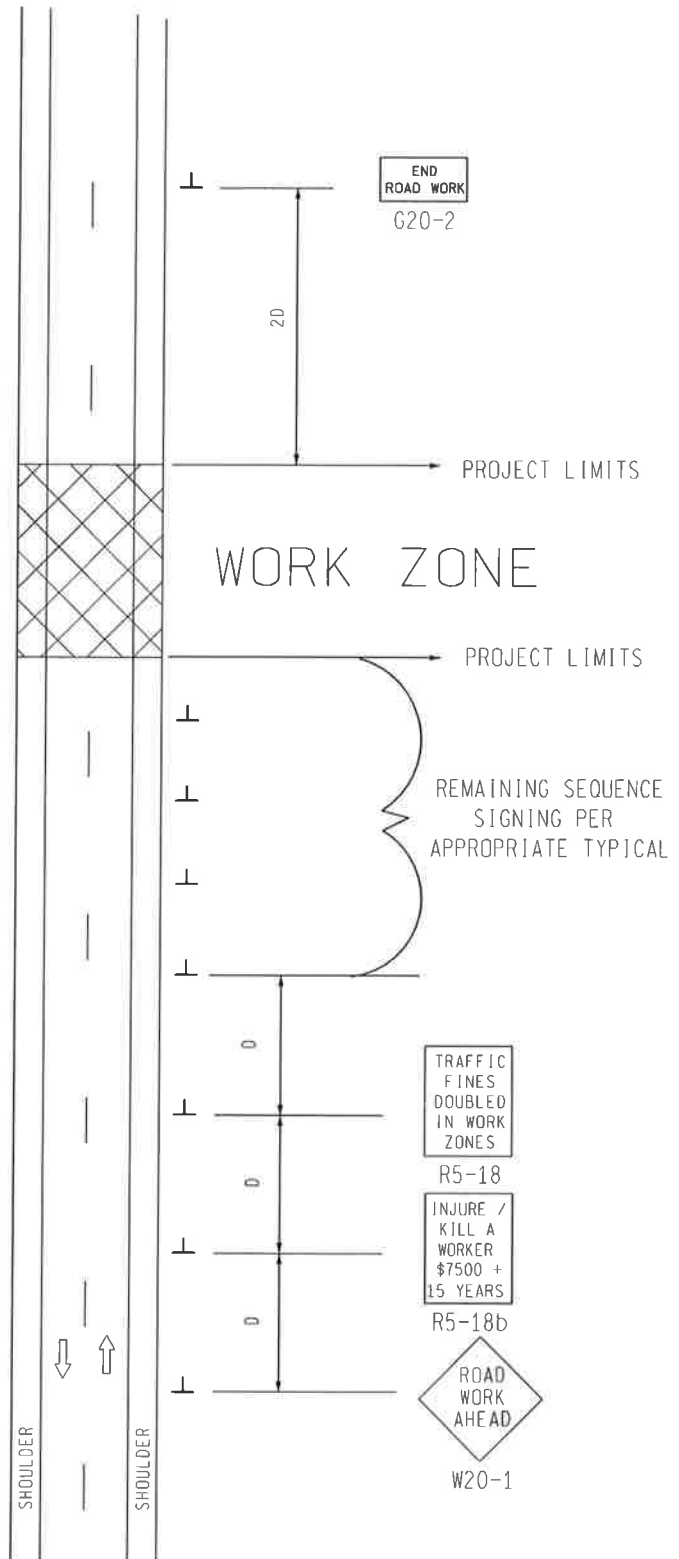 END
ROAD WORK
G20-2
2D
PROJECT LIMITS
WORK ZONE
PROJECT LIMITS
REMAINING SEQUENCE
SIGNING PER
APPROPRIATE TYPICAL
D
TRAFFIC
FINES
DOUBLED
IN WORK
ZONES
R5-18
D
INJURE /
KILL A
WORKER
$7500 +
15 YEARS
R5-18b
D
ROAD
WORK
AHEAD
W20-1
SHOULDER
SHOULDER